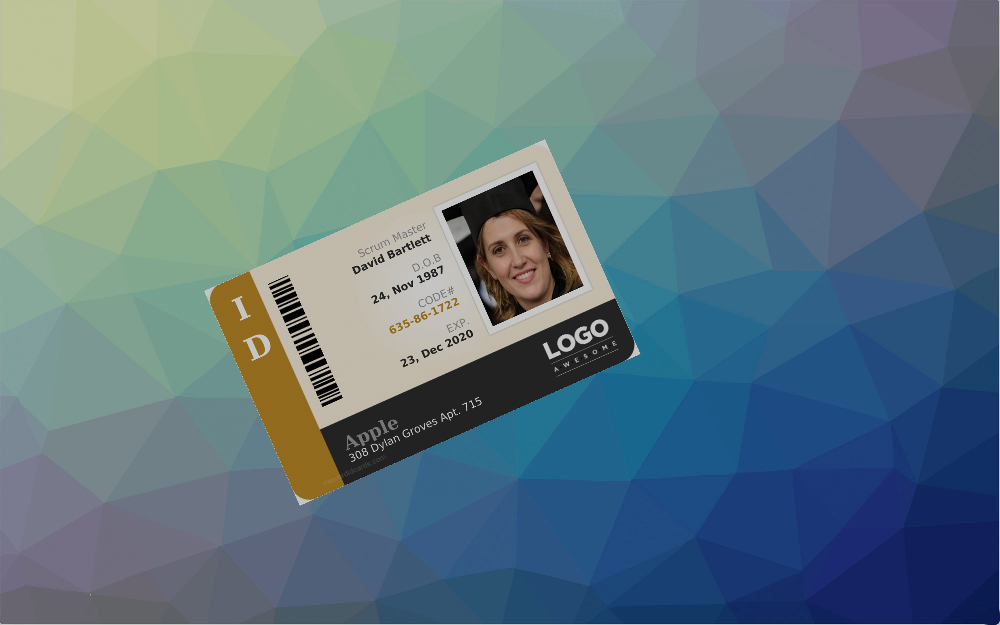 I
D
Scrum Master
David Bartlett
D.O.B
24, Nov 1987
CODE#
635-86-1722
EXP.
23, Dec 2020
LOGO
AWESOME
Apple
308 Dylan Groves Apt. 715